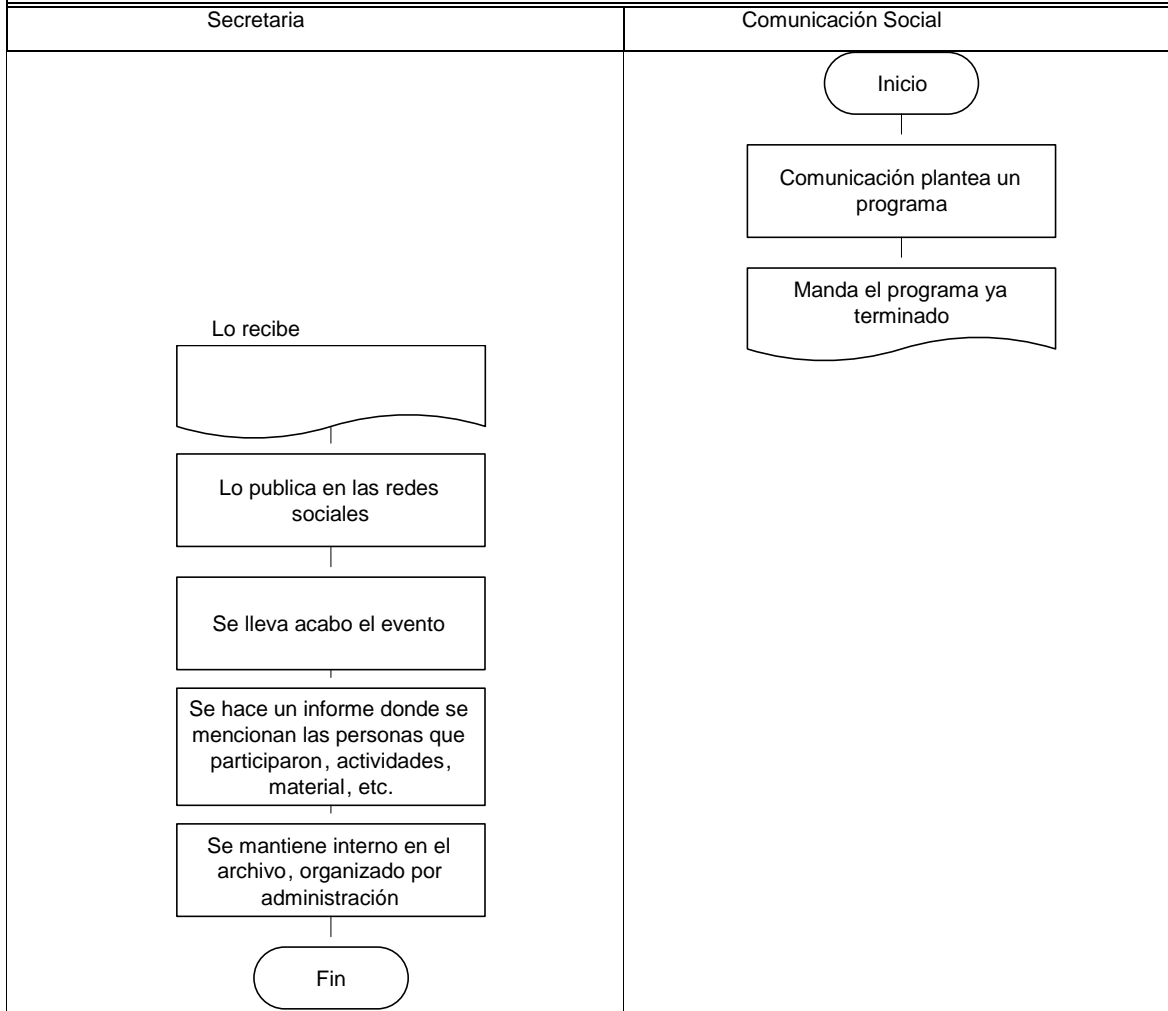 Secretaria
Comunicación Social
Inicio
Comunicación plantea un
programa
Manda el programa ya
terminado
Lo recibe
Lo publica en las redes
sociales
Se lleva acabo el evento
Se hace un informe donde se
mencionan las personas que
participaron, actividades,
material, etc.
Se mantiene interno en el
archivo, organizado por
administración
Fin